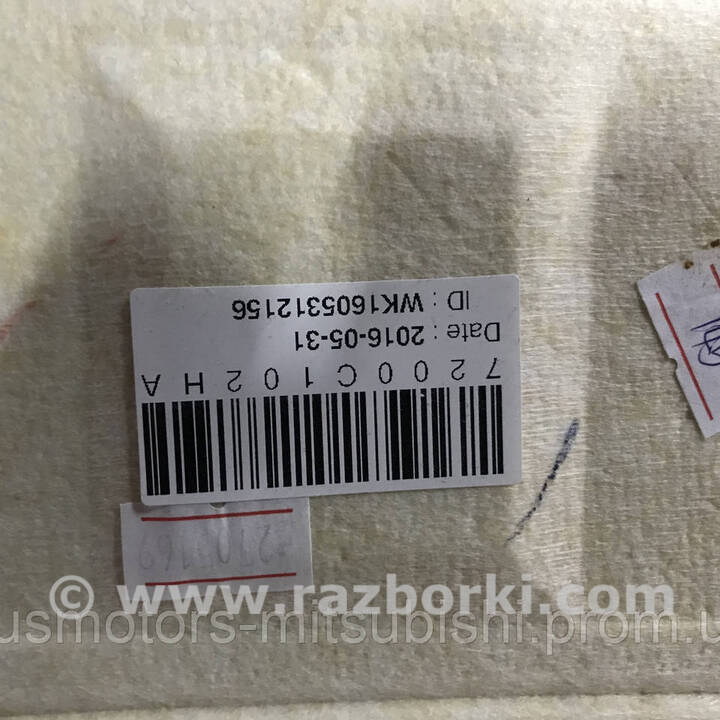 7200C102HA
Date : 2016-05-31
ID : WK1605312156
© www.razborki.com
usmotors-mitsubishi.prom.u